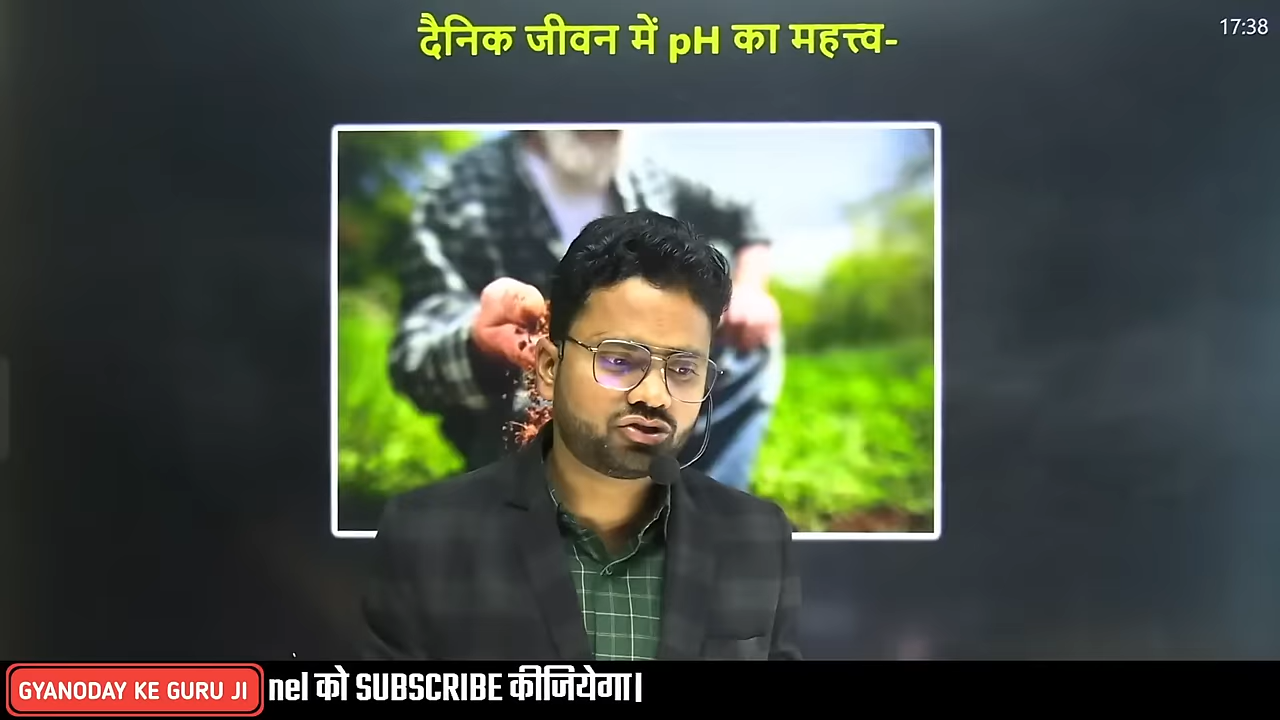 दैनिक जीवन में pH का महत्त्व-
17:38
GYANODAY KE GURU JI
nel को SUBSCRIBE कीजियेगा।